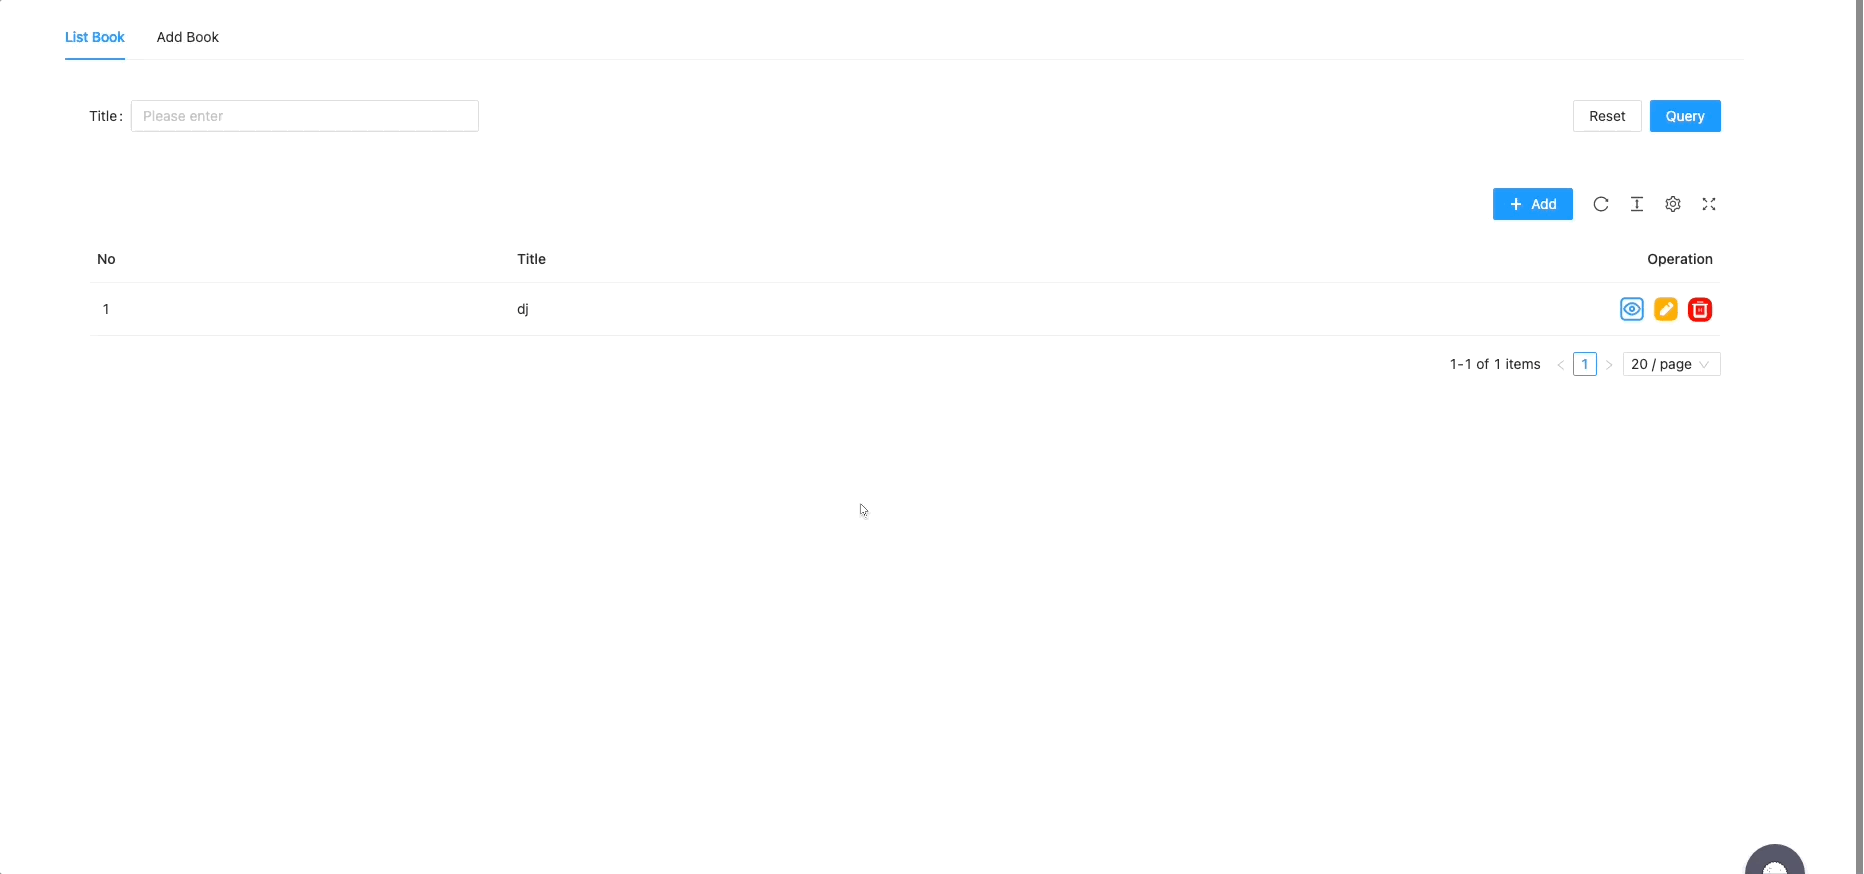 List Book Add Book
Title: Please enter Reset Query
+ Add
No Title Operation
1 dj
1-1 of 1 items < 1 > 20 / page